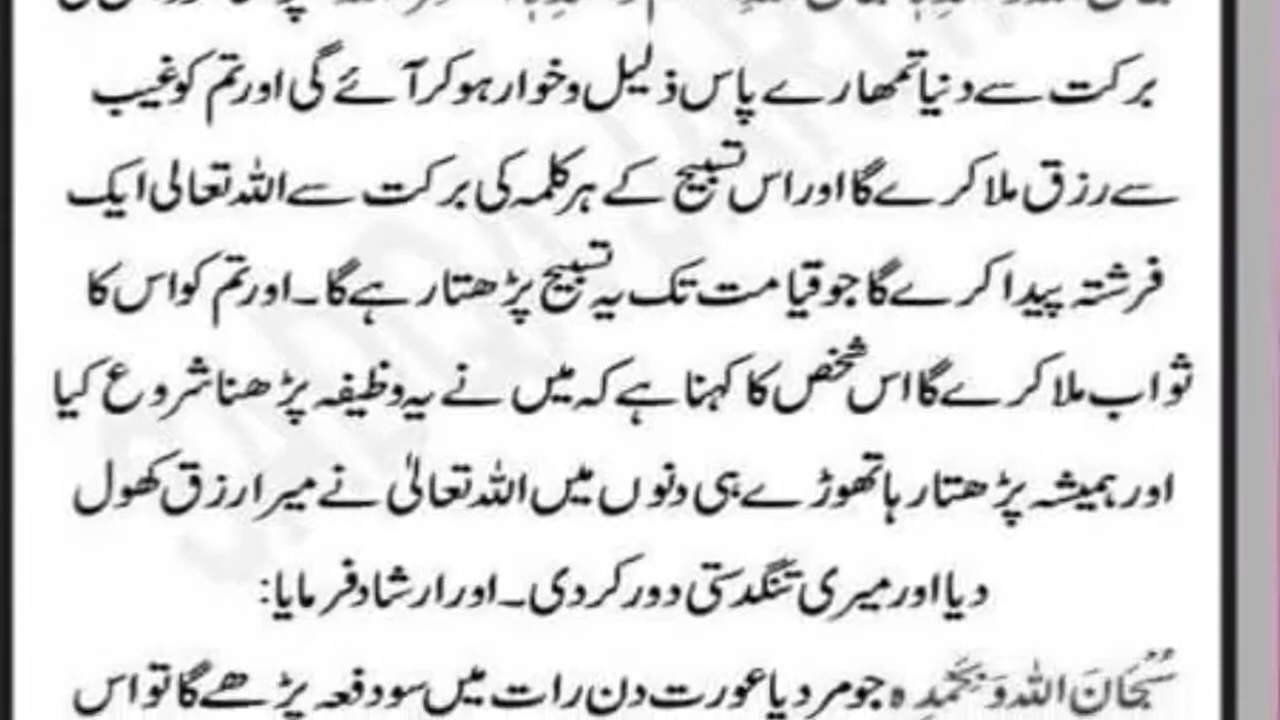 برکت سے دنیا تمھارے پاس ذلیل وخوار ہوکر آئے گی اور تم کو غیب
سے رزق ملا کرے گا اور اس تسبیح کے ہر کلمہ کی برکت سے اللہ تعالی ایک
فرشتہ پیدا کرے گا جو قیامت تک یہ تسبیح پڑھتا رہے گا۔ اور تم کو اس کا
ثواب ملا کرے گا اس شخص کا کہنا ہے کہ میں نے یہ وظیفہ پڑھنا شروع کیا
اور ہمیشہ پڑھتا رہا تھوڑے ہی دنوں میں اللہ تعالٰی نے میرا رزق کھول
دیا اور میری تنگدستی دور کر دی۔ اور ارشاد فرمایا:
سُبْحَانَ اللہ وَبِحَمْدِہ جو مرد یا عورت دن رات میں سو دفعہ پڑھے گا تو اس